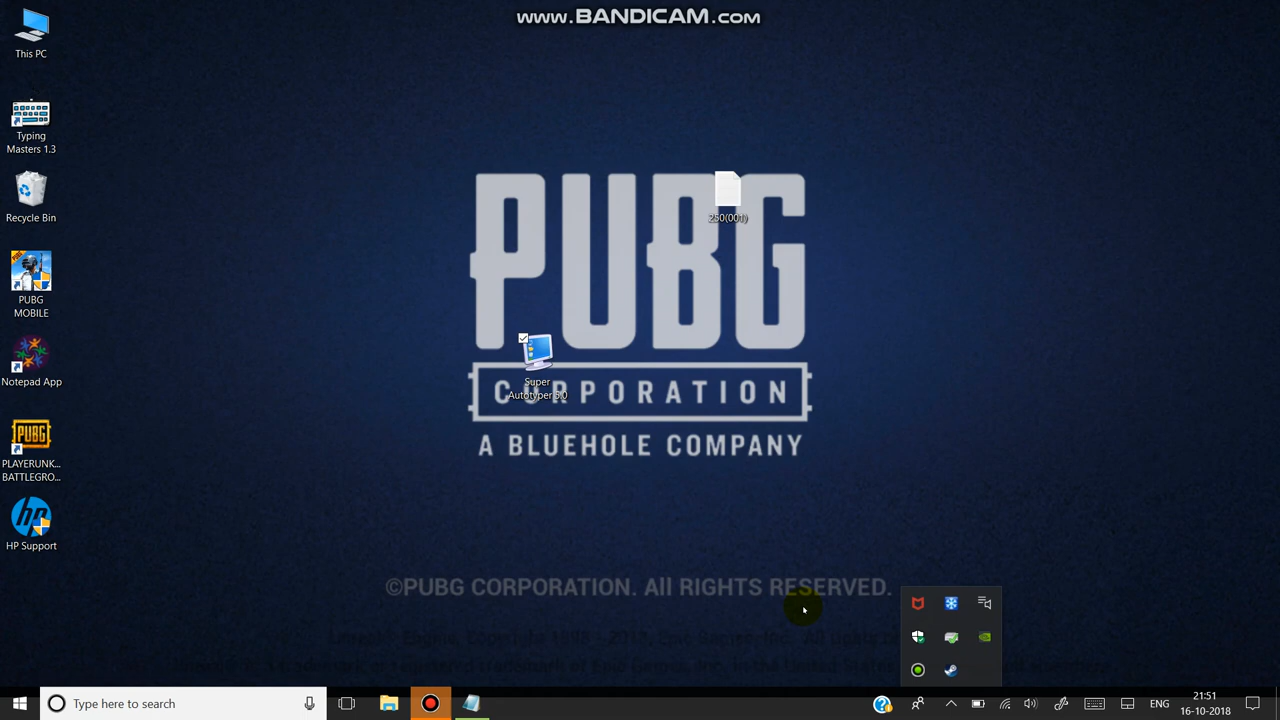 www.BANDICAM.com
This PC
Typing
Masters 1.3
Recycle Bin
PUBG
MOBILE
Notepad App
PLAYERUNK...
BATTLEGRO...
HP Support
250(001)
Super
Autotyper 5.0
PUBG
CORPORATION
A BLUEHOLE COMPANY
©PUBG CORPORATION. All RIGHTS RESERVED.
Type here to search
ENG
21:51
16-10-2018